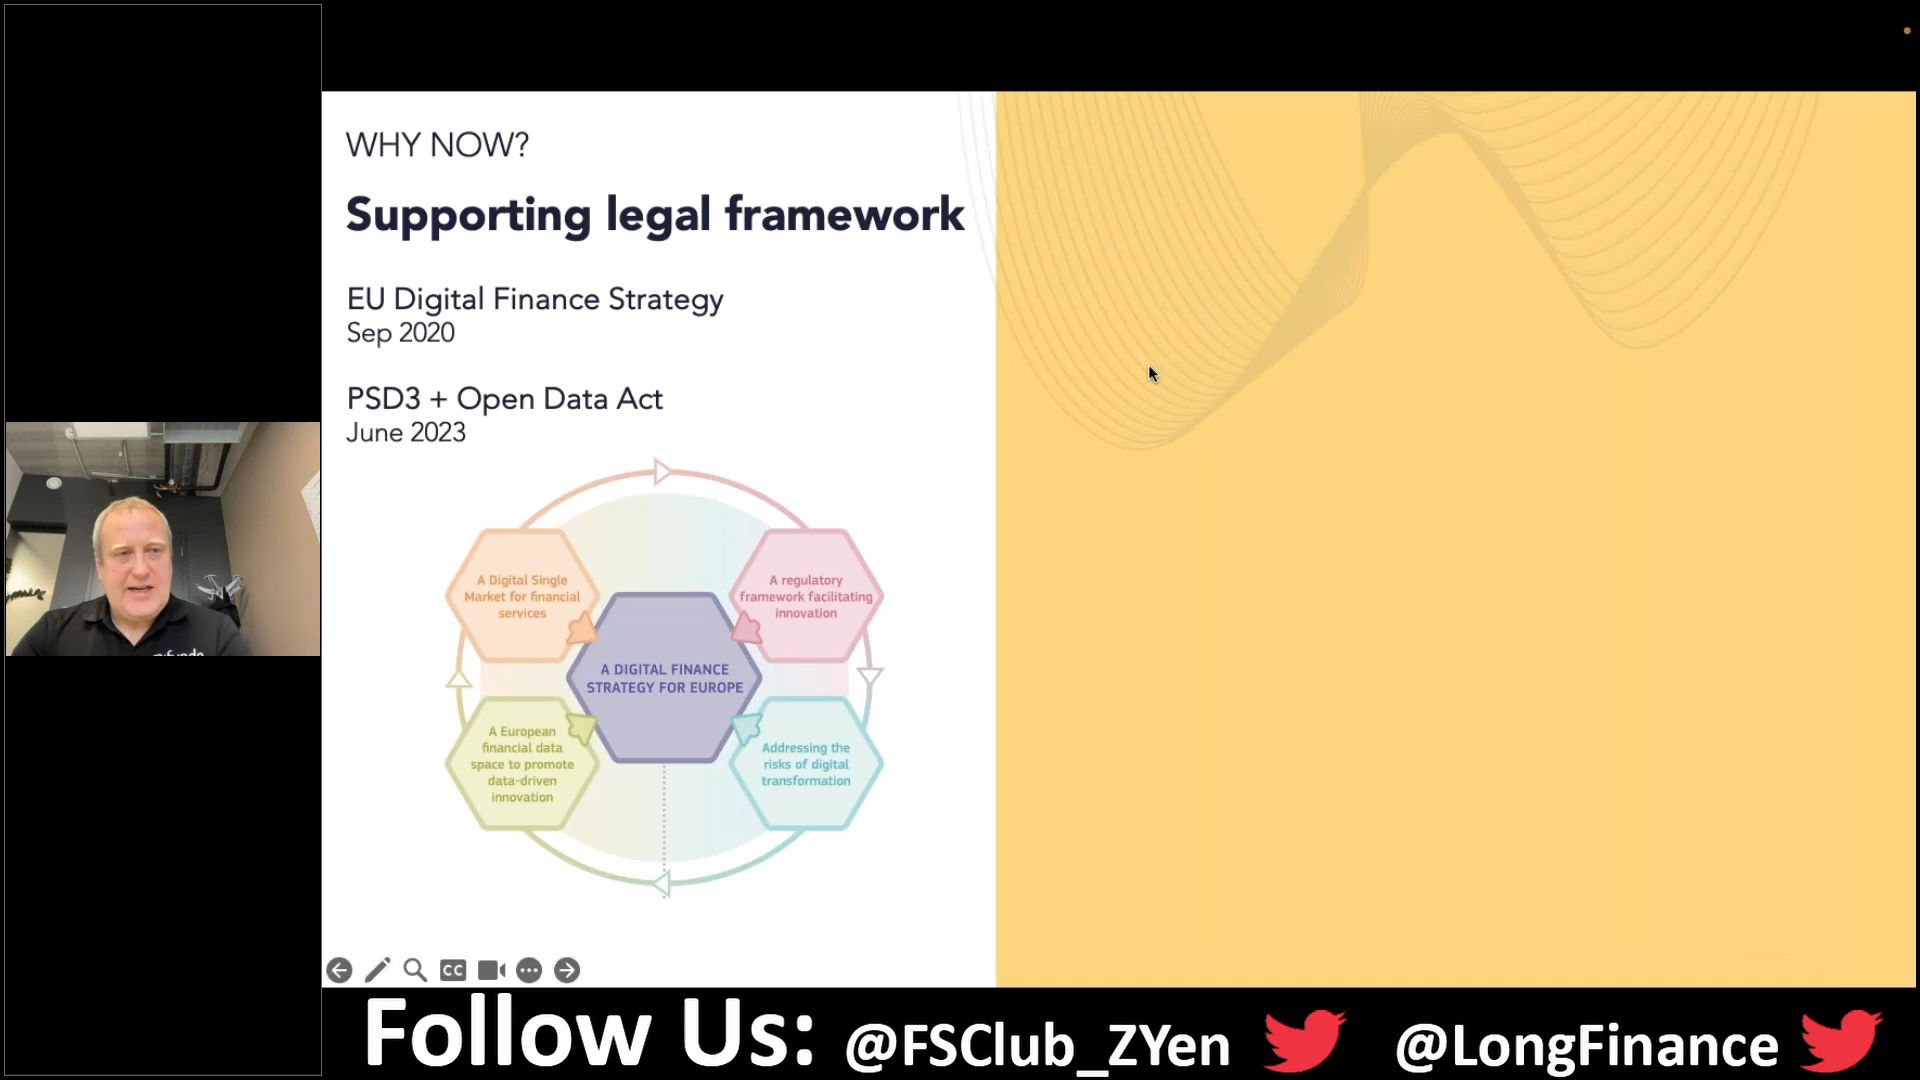 WHY NOW?
Supporting legal framework
EU Digital Finance Strategy
Sep 2020
PSD3 + Open Data Act
June 2023
A Digital Single
Market for financial
services
A regulatory
framework facilitating
innovation
A DIGITAL FINANCE
STRATEGY FOR EUROPE
A European
financial data
space to promote
data-driven
innovation
Addressing the
risks of digital
transformation
CC
Follow Us: @FSClub_ZYen @LongFinance